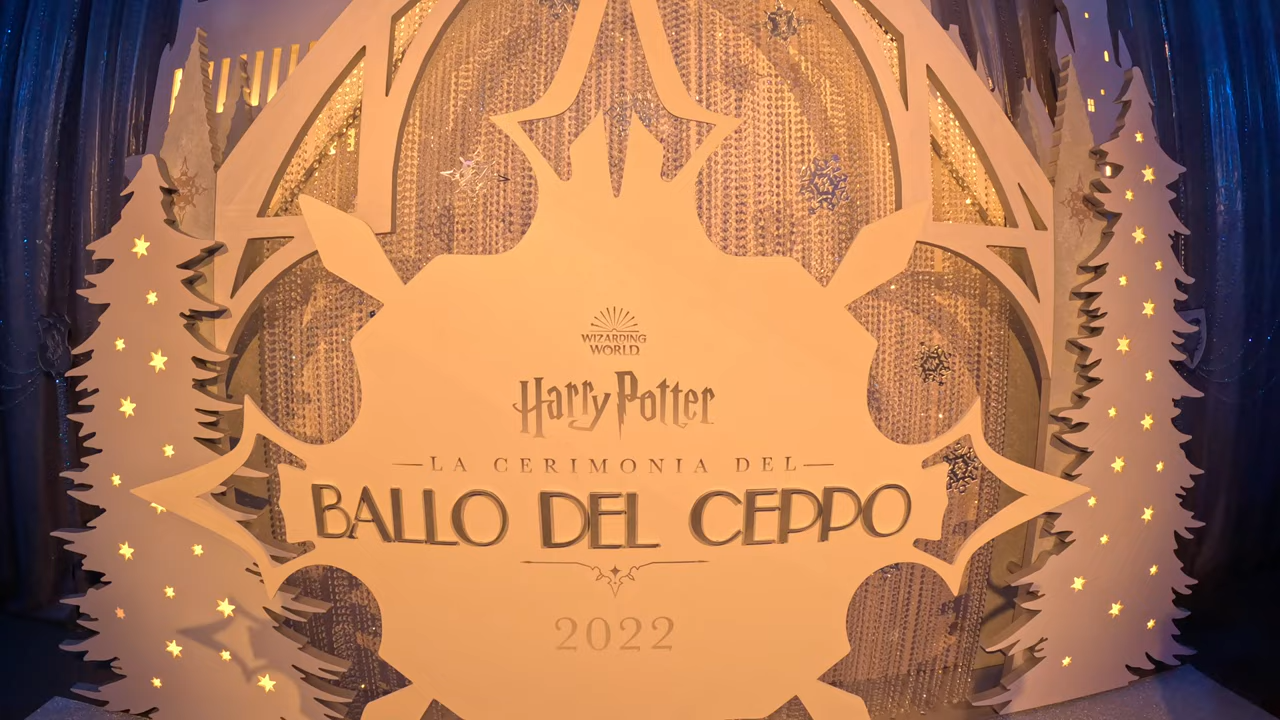 WIZARDING
WORLD
Harry Potter
LA CERIMONIA DEL
BALLO DEL CEPPO
2022